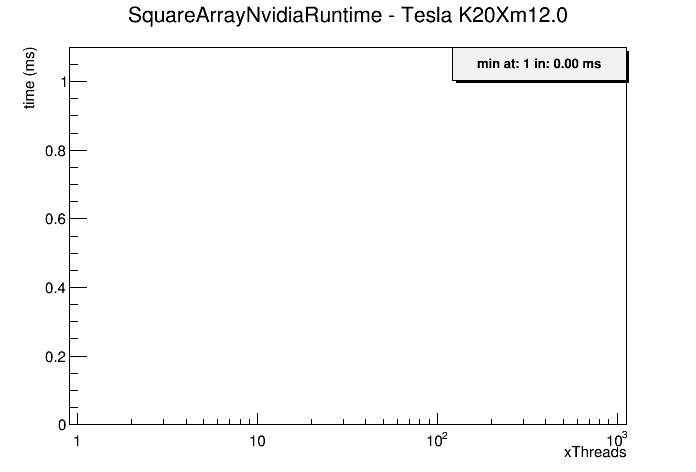 SquareArrayNvidiaRuntime - Tesla K20Xm12.0
time (ms)
min at: 1 in: 0.00 ms
1
0.8
0.6
0.4
0.2
0
1 10 10² 10³
xThreads